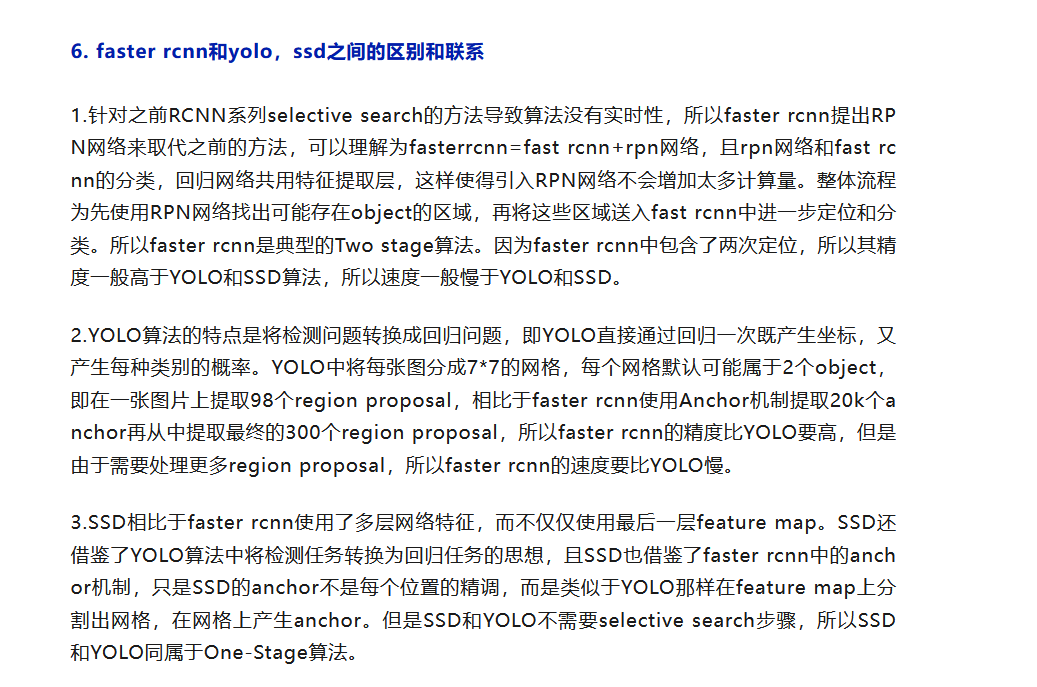 6. faster rcnn和yolo，ssd之间的区别和联系
1.针对之前RCNN系列selective search的方法导致算法没有实时性，所以faster rcnn提出RP
N网络来取代之前的方法，可以理解为fasterrcnn=fast rcnn+rpn网络，且rpn网络和fast rc
nn的分类，回归网络共用特征提取层，这样使得引入RPN网络不会增加太多计算量。整体流程
为先使用RPN网络找出可能存在object的区域，再将这些区域送入fast rcnn中进一步定位和分
类。所以faster rcnn是典型的Two stage算法。因为faster rcnn中包含了两次定位，所以其精
度一般高于YOLO和SSD算法，所以速度一般慢于YOLO和SSD。
2.YOLO算法的特点是将检测问题转换成回归问题，即YOLO直接通过回归一次既产生坐标，又
产生每种类别的概率。YOLO中将每张图分成7*7的网格，每个网格默认可能属于2个object，
即在一张图片上提取98个region proposal，相比于faster rcnn使用Anchor机制提取20k个a
nchor再从中提取最终的300个region proposal，所以faster rcnn的精度比YOLO要高，但是
由于需要处理更多region proposal，所以faster rcnn的速度要比YOLO慢。
3.SSD相比于faster rcnn使用了多层网络特征，而不仅仅使用最后一层feature map。SSD还
借鉴了YOLO算法中将检测任务转换为回归任务的思想，且SSD也借鉴了faster rcnn中的anch
or机制，只是SSD的anchor不是每个位置的精调，而是类似于YOLO那样在feature map上分
割出网格，在网格上产生anchor。但是SSD和YOLO不需要selective search步骤，所以SSD
和YOLO同属于One-Stage算法。